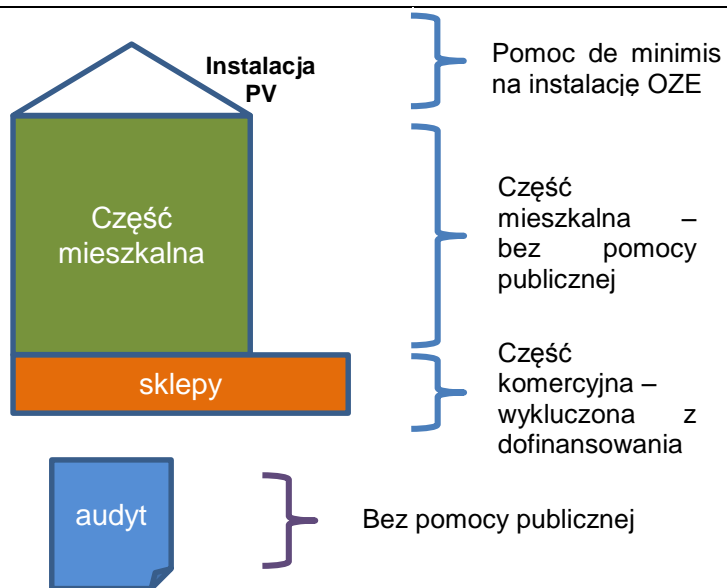 Instalacja
PV
Pomoc de minimis
na instalację OZE
Część
mieszkalna
Część
mieszkalna –
bez pomocy
publicznej
sklepy
Część
komercyjna –
wykluczona z
dofinansowania
audyt
Bez pomocy publicznej